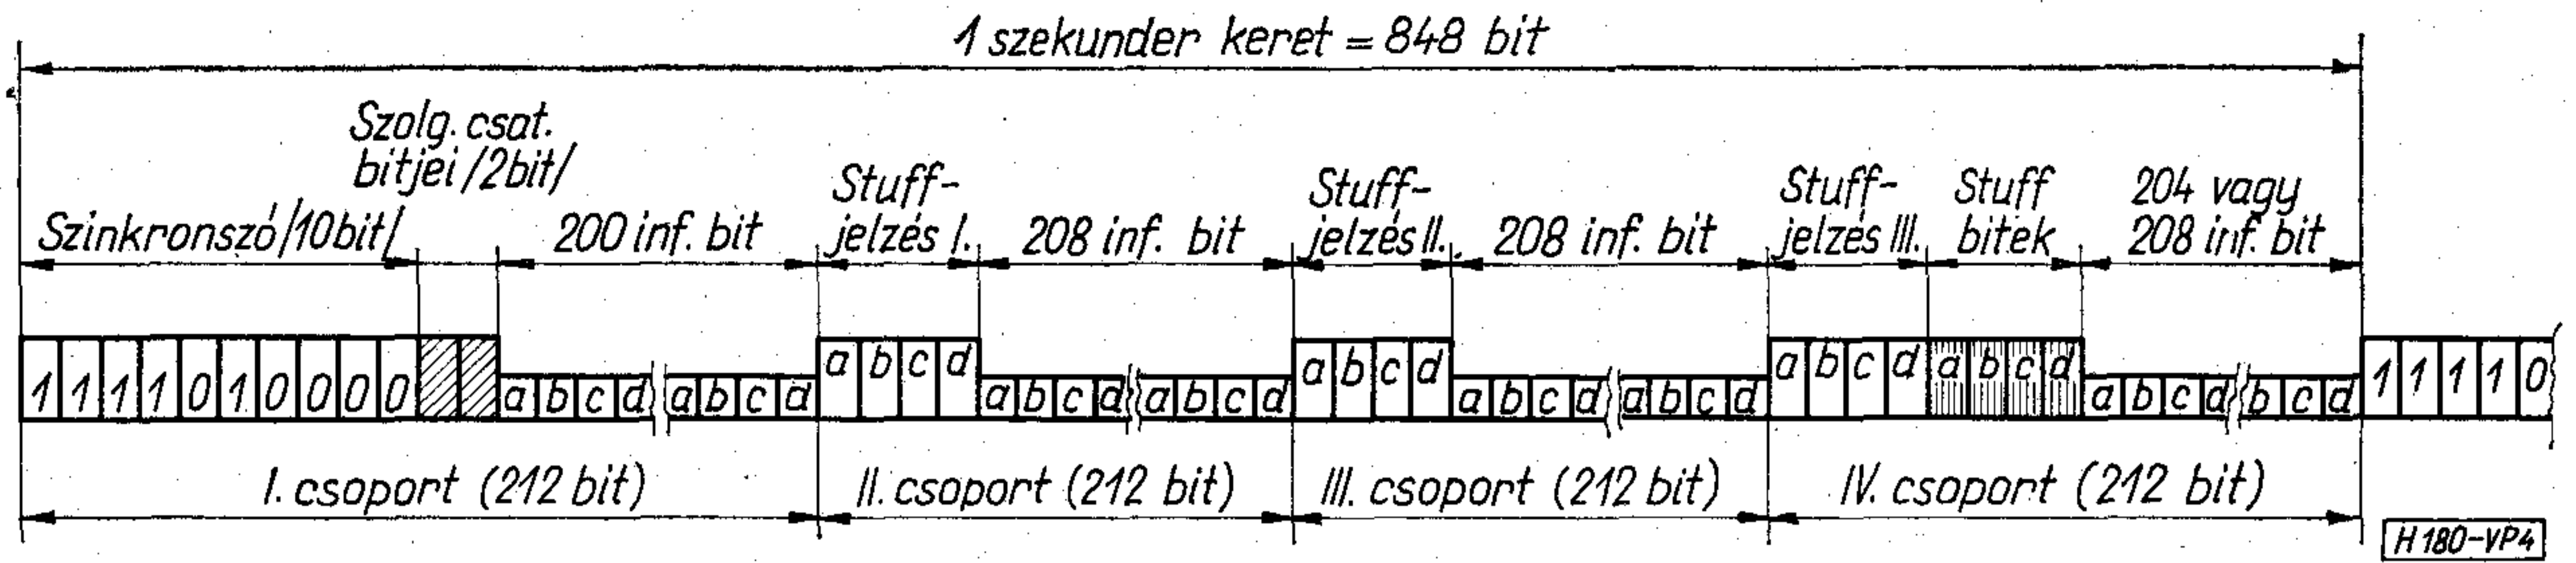 1 szekunder keret = 848 bit
Szolg. csat.
bitjei /2bit/
Szinkronszó/10bit/
200 inf. bit
Stuff-
jelzés I.
208 inf. bit
Stuff-
jelzés II.
208 inf. bit
Stuff-
jelzés III.
Stuff
bitek
204 vagy
208 inf. bit
1 1 1 1 0 1 0 0 0 0 a b c d a b c d a b c d a b c d a b c d a b c d a b c d a b c d a b c d a b c d a b c d b c d 1 1 1 1 0
I. csoport (212 bit)
II. csoport (212 bit)
III. csoport (212 bit)
IV. csoport (212 bit)
H180-VP4